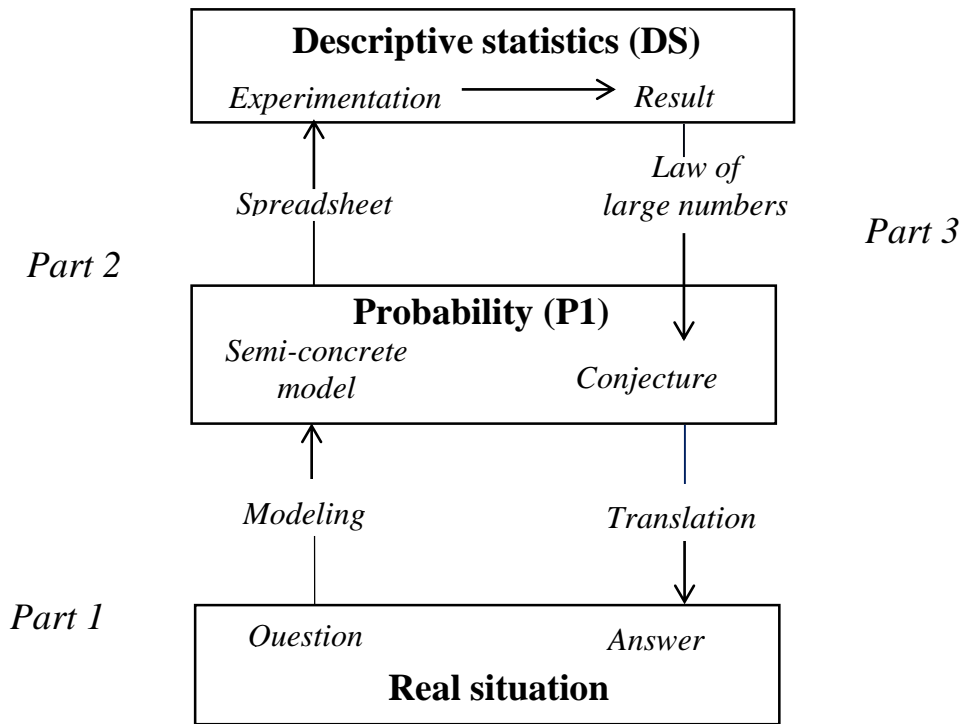 Descriptive statistics (DS)
Experimentation
Result
Law of
large numbers
Spreadsheet
Part 3
Part 2
Probability (P1)
Semi-concrete
model
Conjecture
Modeling
Translation
Part 1
Ouestion
Answer
Real situation